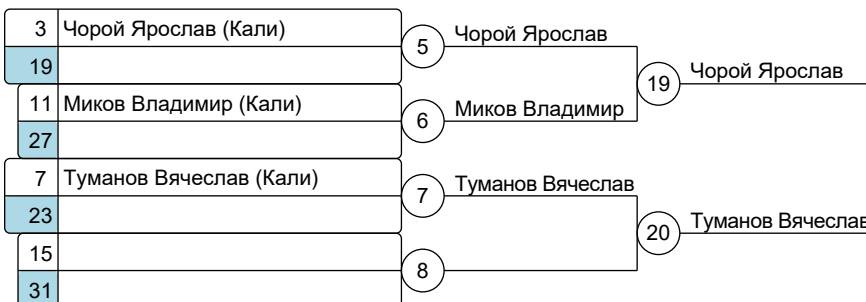 3 Чорой Ярослав (Кали)
19
5 Чорой Ярослав
19 Чорой Ярослав
11 Миков Владимир (Кали)
27
6 Миков Владимир
7 Туманов Вячеслав (Кали)
23
7 Туманов Вячеслав
20 Туманов Вячеслав
15
31
8